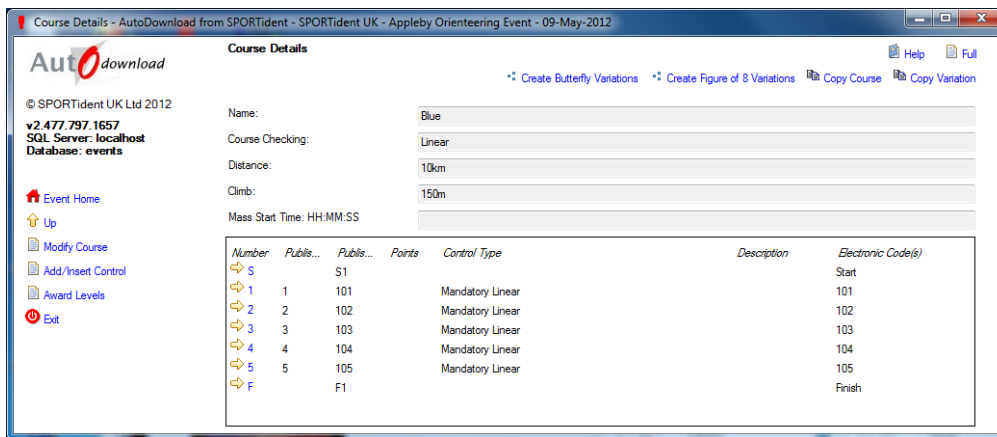 Course Details - AutoDownload from SPORTident - SPORTident UK - Appleby Orienteering Event - 09-May-2012
AutOdownload
Course Details
Help Full
Create Butterfly Variations Create Figure of 8 Variations Copy Course Copy Variation
© SPORTident UK Ltd 2012
v2.477.797.1657
SQL Server: localhost
Database: events
Event Home
Up
Modify Course
Add/Insert Control
Award Levels
Exit
Name: Blue
Course Checking: Linear
Distance: 10km
Climb: 150m
Mass Start Time: HH:MM:SS
Number Publis... Publis... Points Control Type Description Electronic Code(s)
S S1 Start
1 1 101 Mandatory Linear 101
2 2 102 Mandatory Linear 102
3 3 103 Mandatory Linear 103
4 4 104 Mandatory Linear 104
5 5 105 Mandatory Linear 105
F F1 Finish